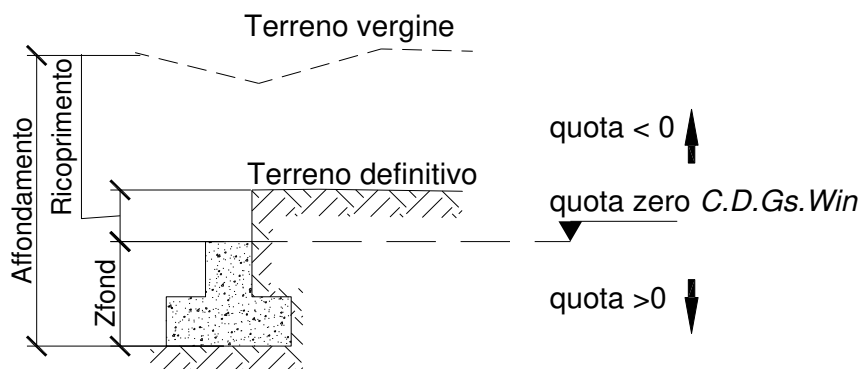 Terreno vergine
Affondamento
Ricoprimento
quota < 0
Terreno definitivo
quota zero C.D.Gs.Win
Zfond
quota >0